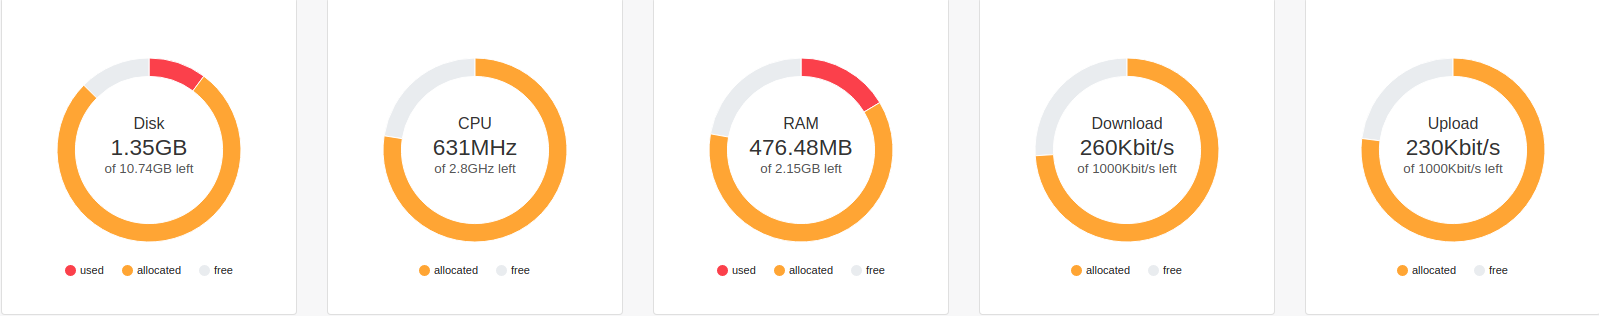 Disk
1.35GB
of 10.74GB left
used allocated free
CPU
631MHz
of 2.8GHz left
allocated free
RAM
476.48MB
of 2.15GB left
used allocated free
Download
260Kbit/s
of 1000Kbit/s left
allocated free
Upload
230Kbit/s
of 1000Kbit/s left
allocated free